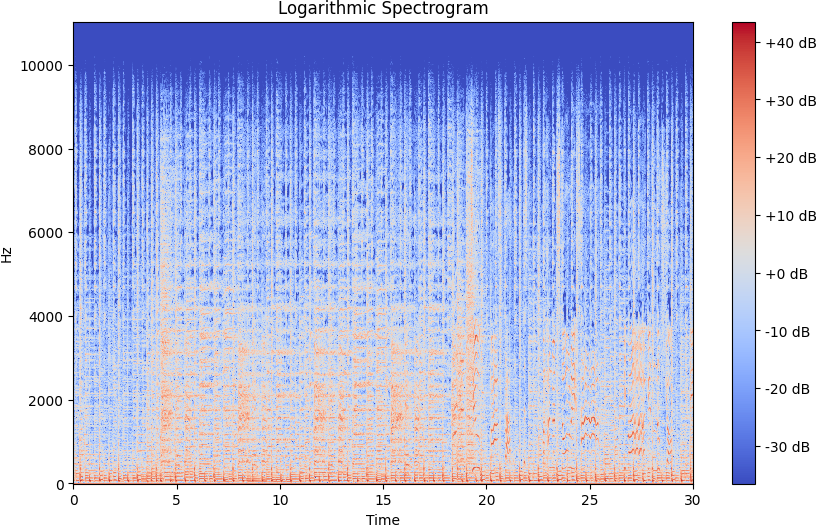 Logarithmic Spectrogram
Hz
10000
8000
6000
4000
2000
0
0 5 10 15 20 25 30
Time
+40 dB
+30 dB
+20 dB
+10 dB
+0 dB
-10 dB
-20 dB
-30 dB